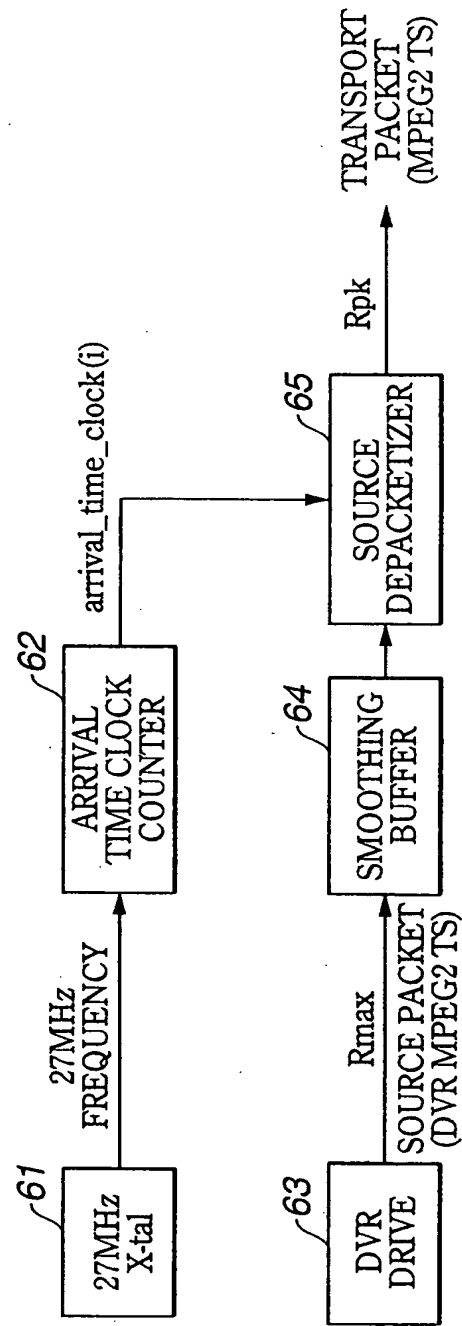 61
27MHz
X-tal
27MHz
FREQUENCY
62
ARRIVAL
TIME CLOCK
COUNTER
arrival_time_clock(i)
63
DVR
DRIVE
Rmax
SOURCE PACKET
(DVR MPEG2 TS)
64
SMOOTHING
BUFFER
65
SOURCE
DEPACKETIZER
Rpk
TRANSPORT
PACKET
(MPEG2 TS)